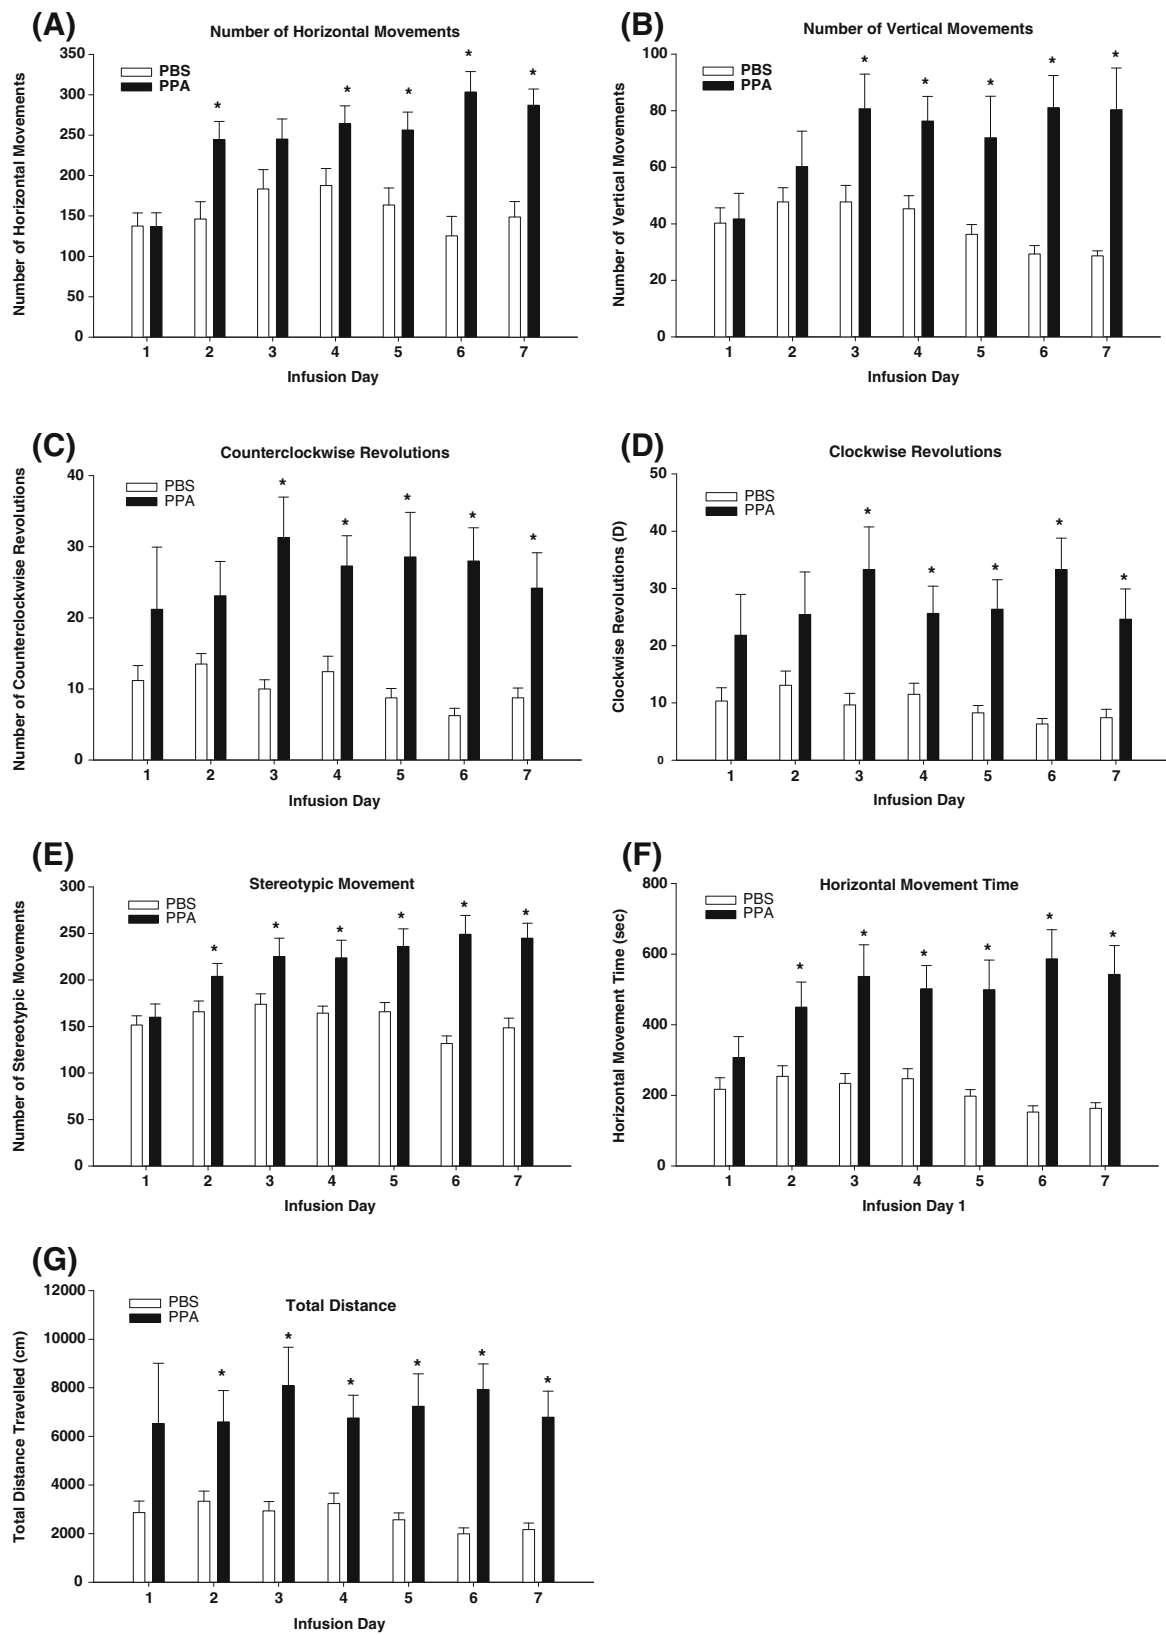 (A)
Number of Horizontal Movements
Number of Horizontal Movements
350
300
250
200
150
100
50
0
PBS
PPA
* * * * *
1 2 3 4 5 6 7
Infusion Day
(B)
Number of Vertical Movements
Number of Vertical Movements
100
80
60
40
20
0
PBS
PPA
* * * * *
1 2 3 4 5 6 7
Infusion Day
(C)
Counterclockwise Revolutions
Number of Counterclockwise Revolutions
40
30
20
10
0
PBS
PPA
* * * * *
1 2 3 4 5 6 7
Infusion Day
(D)
Clockwise Revolutions
Clockwise Revolutions (D)
50
40
30
20
10
0
PBS
PPA
* * * * *
1 2 3 4 5 6 7
Infusion Day
(E)
Stereotypic Movement
Number of Stereotypic Movements
300
250
200
150
100
50
0
PBS
PPA
* * * * * *
1 2 3 4 5 6 7
Infusion Day
(F)
Horizontal Movement Time
Horizontal Movement Time (sec)
800
600
400
200
0
PBS
PPA
* * * * * *
1 2 3 4 5 6 7
Infusion Day 1
(G)
Total Distance
Total Distance Travelled (cm)
12000
10000
8000
6000
4000
2000
0
PBS
PPA
* * * * * *
1 2 3 4 5 6 7
Infusion Day